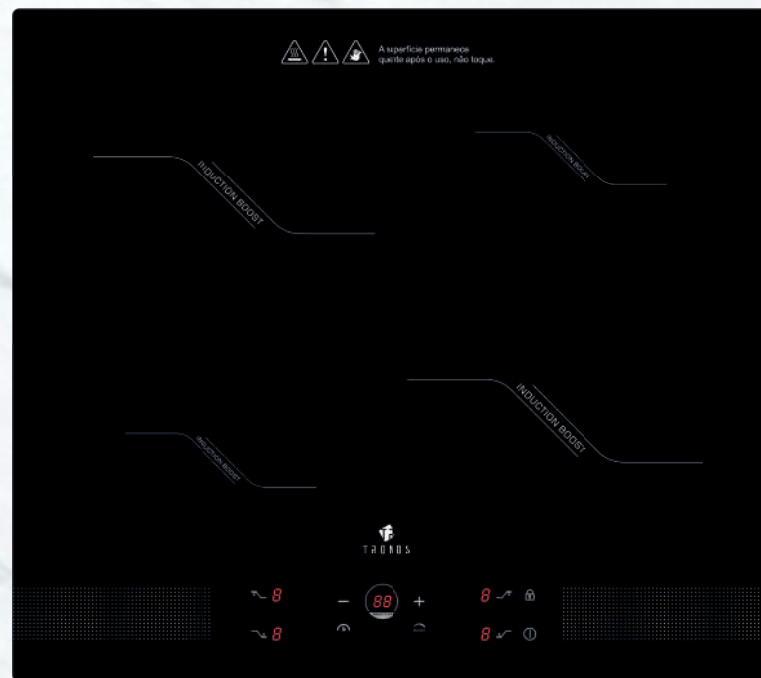 A superfície permanece
quente após o uso, não toque.
INDUCTION BOOST
INDUCTION BOOST
INDUCTION BOOST
INDUCTION BOOST
TRONOS
8
88
8
8
8